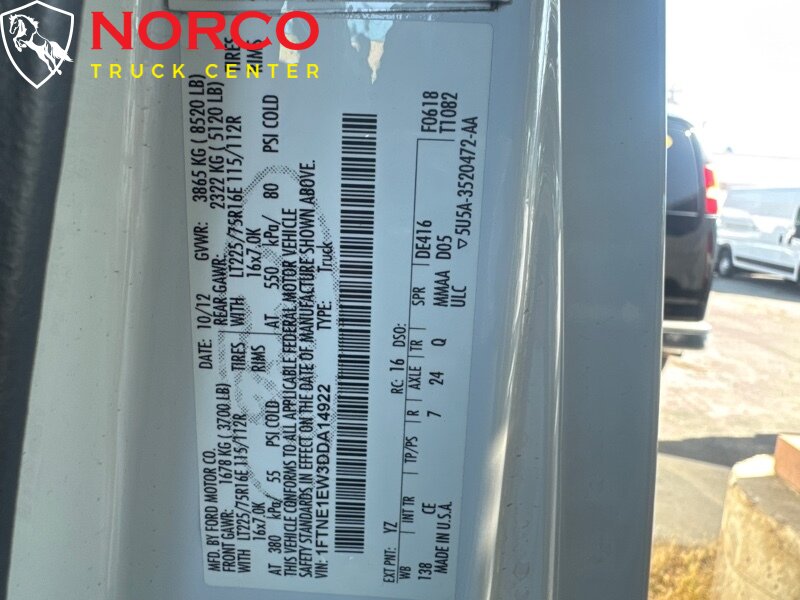 NORCO
TRUCK CENTER
MFD. BY FORD MOTOR CO.
DATE: 10/12
GVWR: 3865 KG ( 8520 LB)
FRONT GAWR: 1678 KG ( 3700 LB)
REAR GAWR: 2322 KG ( 5120 LB)
LT225/75R16E 115/112R TIRES
WITH LT225/75R16E 115/112R TIRES
16x7.0K RIMS
16x7.0K RIMS
AT 380 kPa/ 55 PSI COLD
AT 550 kPa/ 80 PSI COLD
THIS VEHICLE CONFORMS TO ALL APPLICABLE FEDERAL MOTOR VEHICLE
SAFETY STANDARDS IN EFFECT ON THE DATE OF MANUFACTURE SHOWN ABOVE.
VIN: 1FTNE1EW3DDA14922
TYPE: Truck
F0618
T1082
EXT PNT: YZ RC: 16 DSO:
WB INT TR TP/PS R AXLE TR SPR DE416
138 CE 7 24 Q MMAA D05
MADE IN U.S.A. ULC
▽5U5A-3520472-AA